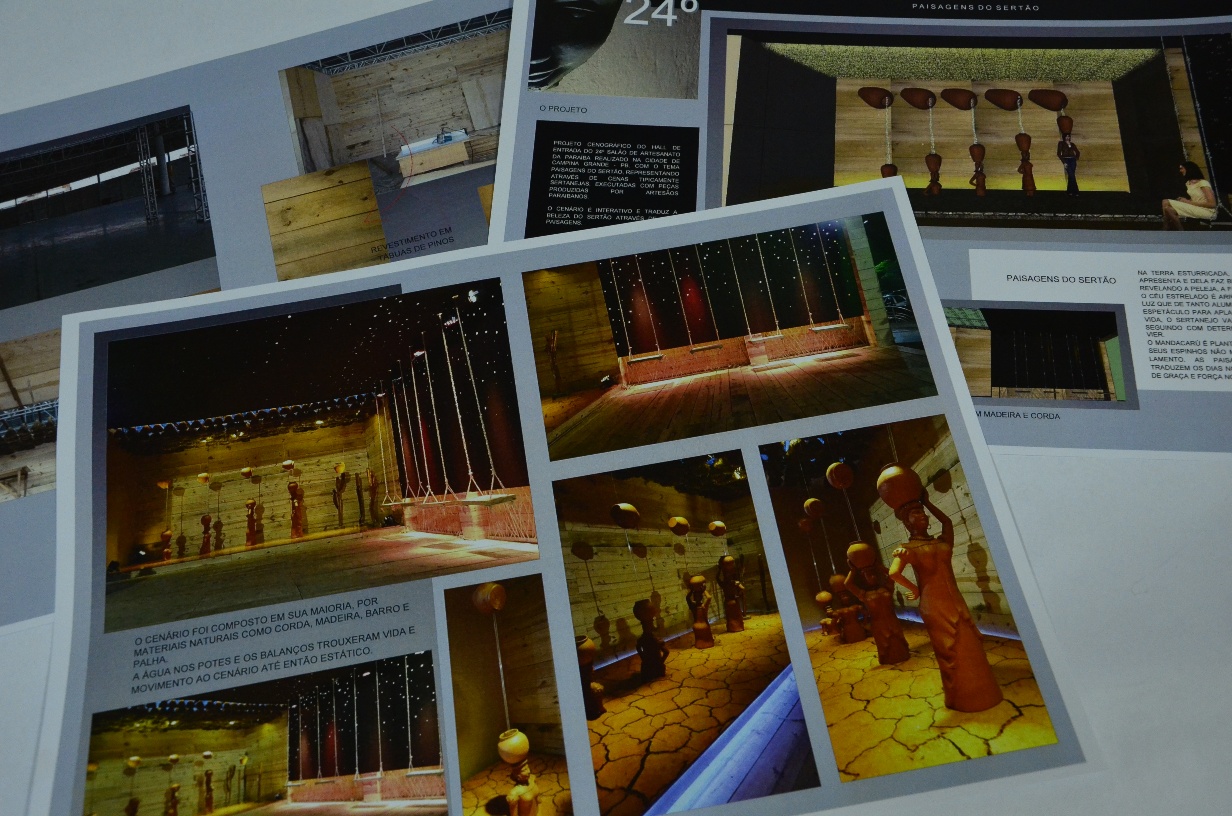 24º
PAISAGENS DO SERTÃO
O PROJETO
PROJETO CENOGRÁFICO DO HALL DE
ENTRADA DO 24º SALÃO DE ARTESANATO
DA PARAÍBA REALIZADO NA CIDADE DE
CAMPINA GRANDE - PB, COM O TEMA
PAISAGENS DO SERTÃO, REPRESENTANDO
ATRAVÉS DE CENAS TIPICAMENTE
SERTANEJAS, EXECUTADAS COM PEÇAS
PRODUZIDAS POR ARTESÃOS
PARAIBANOS.
O CENÁRIO É INTERATIVO E TRADUZ A
BELEZA DO SERTÃO ATRAVÉS
PAISAGENS.
REVESTIMENTO EM
TÁBUAS DE PINOS
PAISAGENS DO SERTÃO
NA TERRA ESTURRICADA,
APRESENTA E DELA FAZ
REVELANDO A PELEJA, A
O CÉU ESTRELADO E
LUZ QUE DE TANTO
ESPETÁCULO PARA
VIDA, O SERTANEJO
SEGUINDO COM
VIER.
O MANDACARÚ É
SEUS ESPINHOS NÃO
LAMENTO. AS
TRADUZEM OS DIAS
DE GRAÇA E FORÇA
MADEIRA E CORDA
O CENÁRIO FOI COMPOSTO EM SUA MAIORIA, POR
MATERIAIS NATURAIS COMO CORDA, MADEIRA, BARRO E
PALHA.
A ÁGUA NOS POTES E OS BALANÇOS TROUXERAM VIDA E
MOVIMENTO AO CENÁRIO ATÉ ENTÃO ESTÁTICO.